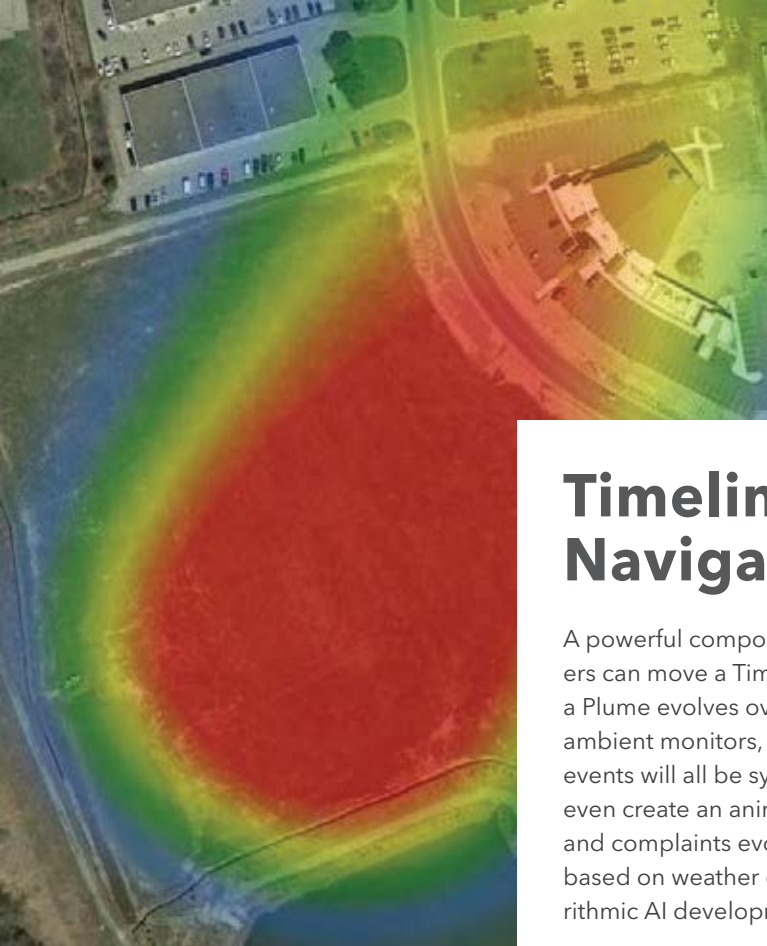 Timelin
Naviga
A powerful compo
ers can move a Tim
a Plume evolves ov
ambient monitors,
events will all be sy
even create an anir
and complaints evo
based on weather
rithmic AI developr